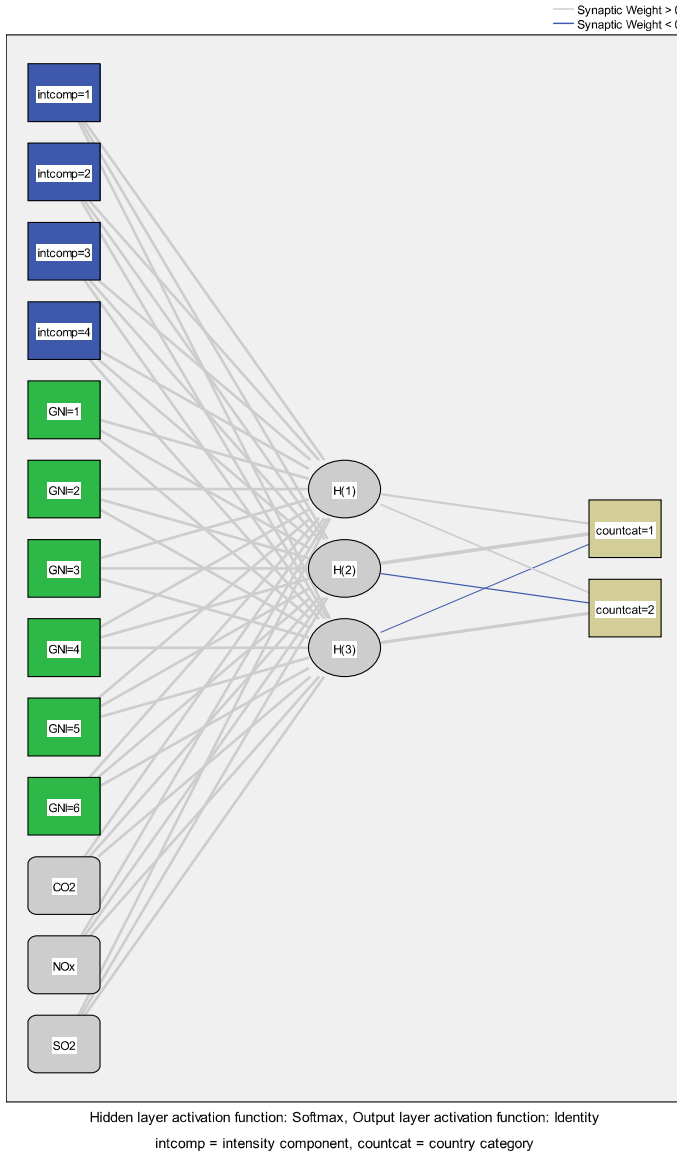 Synaptic Weight > 0
Synaptic Weight < 0
intcomp=1
intcomp=2
intcomp=3
intcomp=4
GNI=1
GNI=2
GNI=3
GNI=4
GNI=5
GNI=6
CO2
NOx
SO2
H(1)
H(2)
H(3)
countcat=1
countcat=2
Hidden layer activation function: Softmax, Output layer activation function: Identity
intcomp = intensity component, countcat = country category